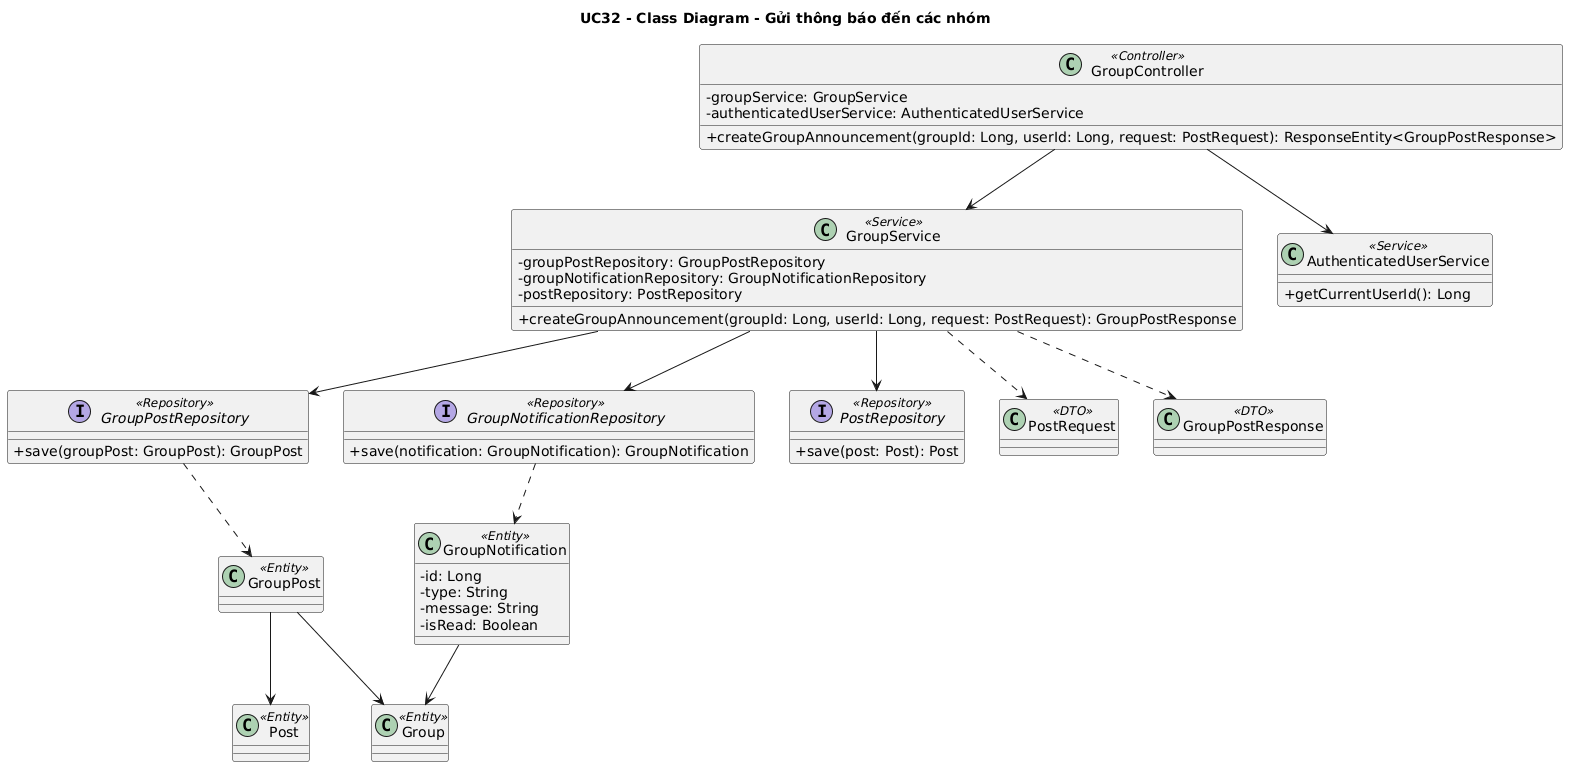 UC32 - Class Diagram - Gửi thông báo đến các nhóm
«Controller»
C GroupController
-groupService: GroupService
-authenticatedUserService: AuthenticatedUserService
+createGroupAnnouncement(groupId: Long, userId: Long, request: PostRequest): ResponseEntity<GroupPostResponse>
«Service»
C GroupService
-groupPostRepository: GroupPostRepository
-groupNotificationRepository: GroupNotificationRepository
-postRepository: PostRepository
+createGroupAnnouncement(groupId: Long, userId: Long, request: PostRequest): GroupPostResponse
«Service»
C AuthenticatedUserService
+getCurrentUserId(): Long
«Repository»
I GroupPostRepository
+save(groupPost: GroupPost): GroupPost
«Repository»
I GroupNotificationRepository
+save(notification: GroupNotification): GroupNotification
«Repository»
I PostRepository
+save(post: Post): Post
«DTO»
C PostRequest
«DTO»
C GroupPostResponse
«Entity»
C GroupPost
«Entity»
C GroupNotification
-id: Long
-type: String
-message: String
-isRead: Boolean
«Entity»
C Post
«Entity»
C Group